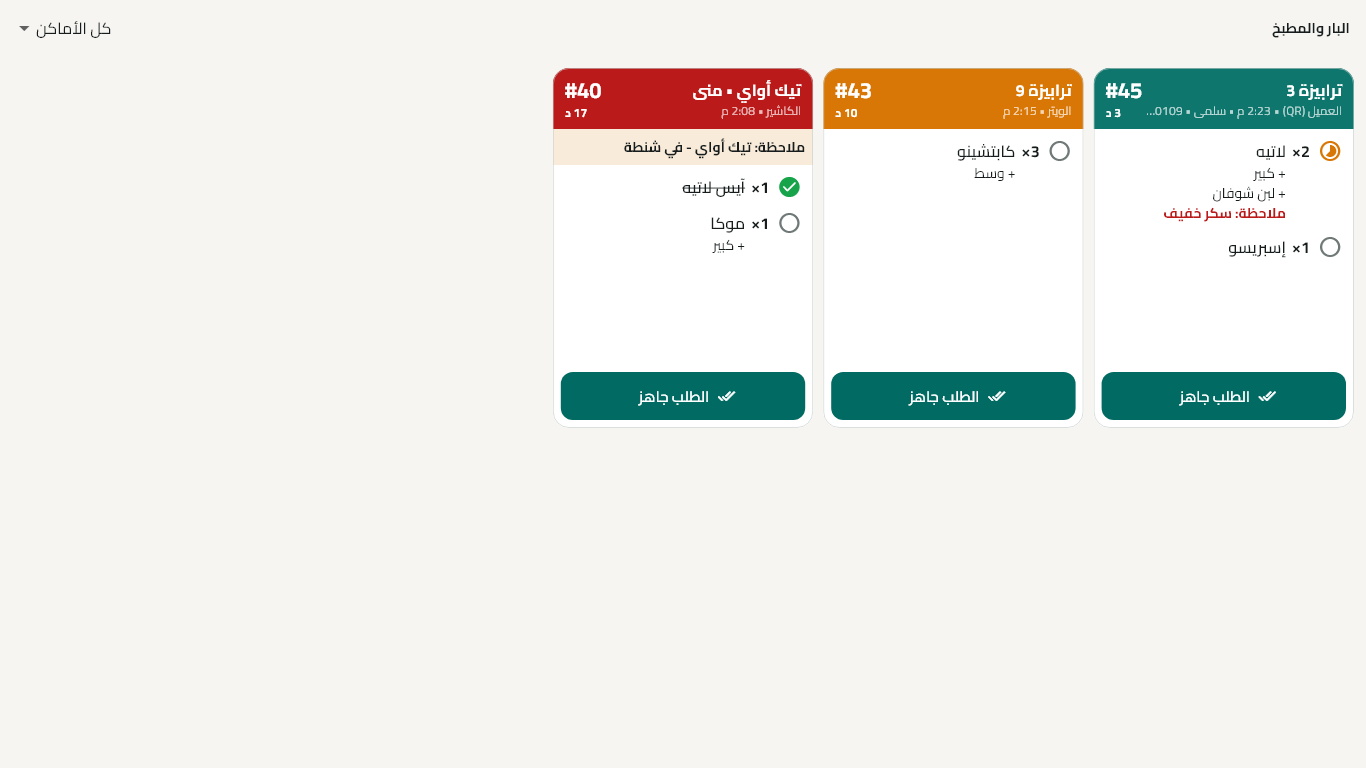 البار والمطبخ
كل الأماكن
ترابيزة 3
#45
العميل (QR) • 2:23 م • سلمى • 0109...
3 د
2× لاتيه
+ كبير
+ لبن شوفان
ملاحظة: سكر خفيف
1× إسبريسو
الطلب جاهز
ترابيزة 9
#43
الويتر • 2:15 م
10 د
3× كابتشينو
+ وسط
الطلب جاهز
تيك أواي • منى
#40
الكاشير • 2:08 م
17 د
ملاحظة: تيك أواي - في شنطة
1× آيس لاتيه
1× موكا
+ كبير
الطلب جاهز